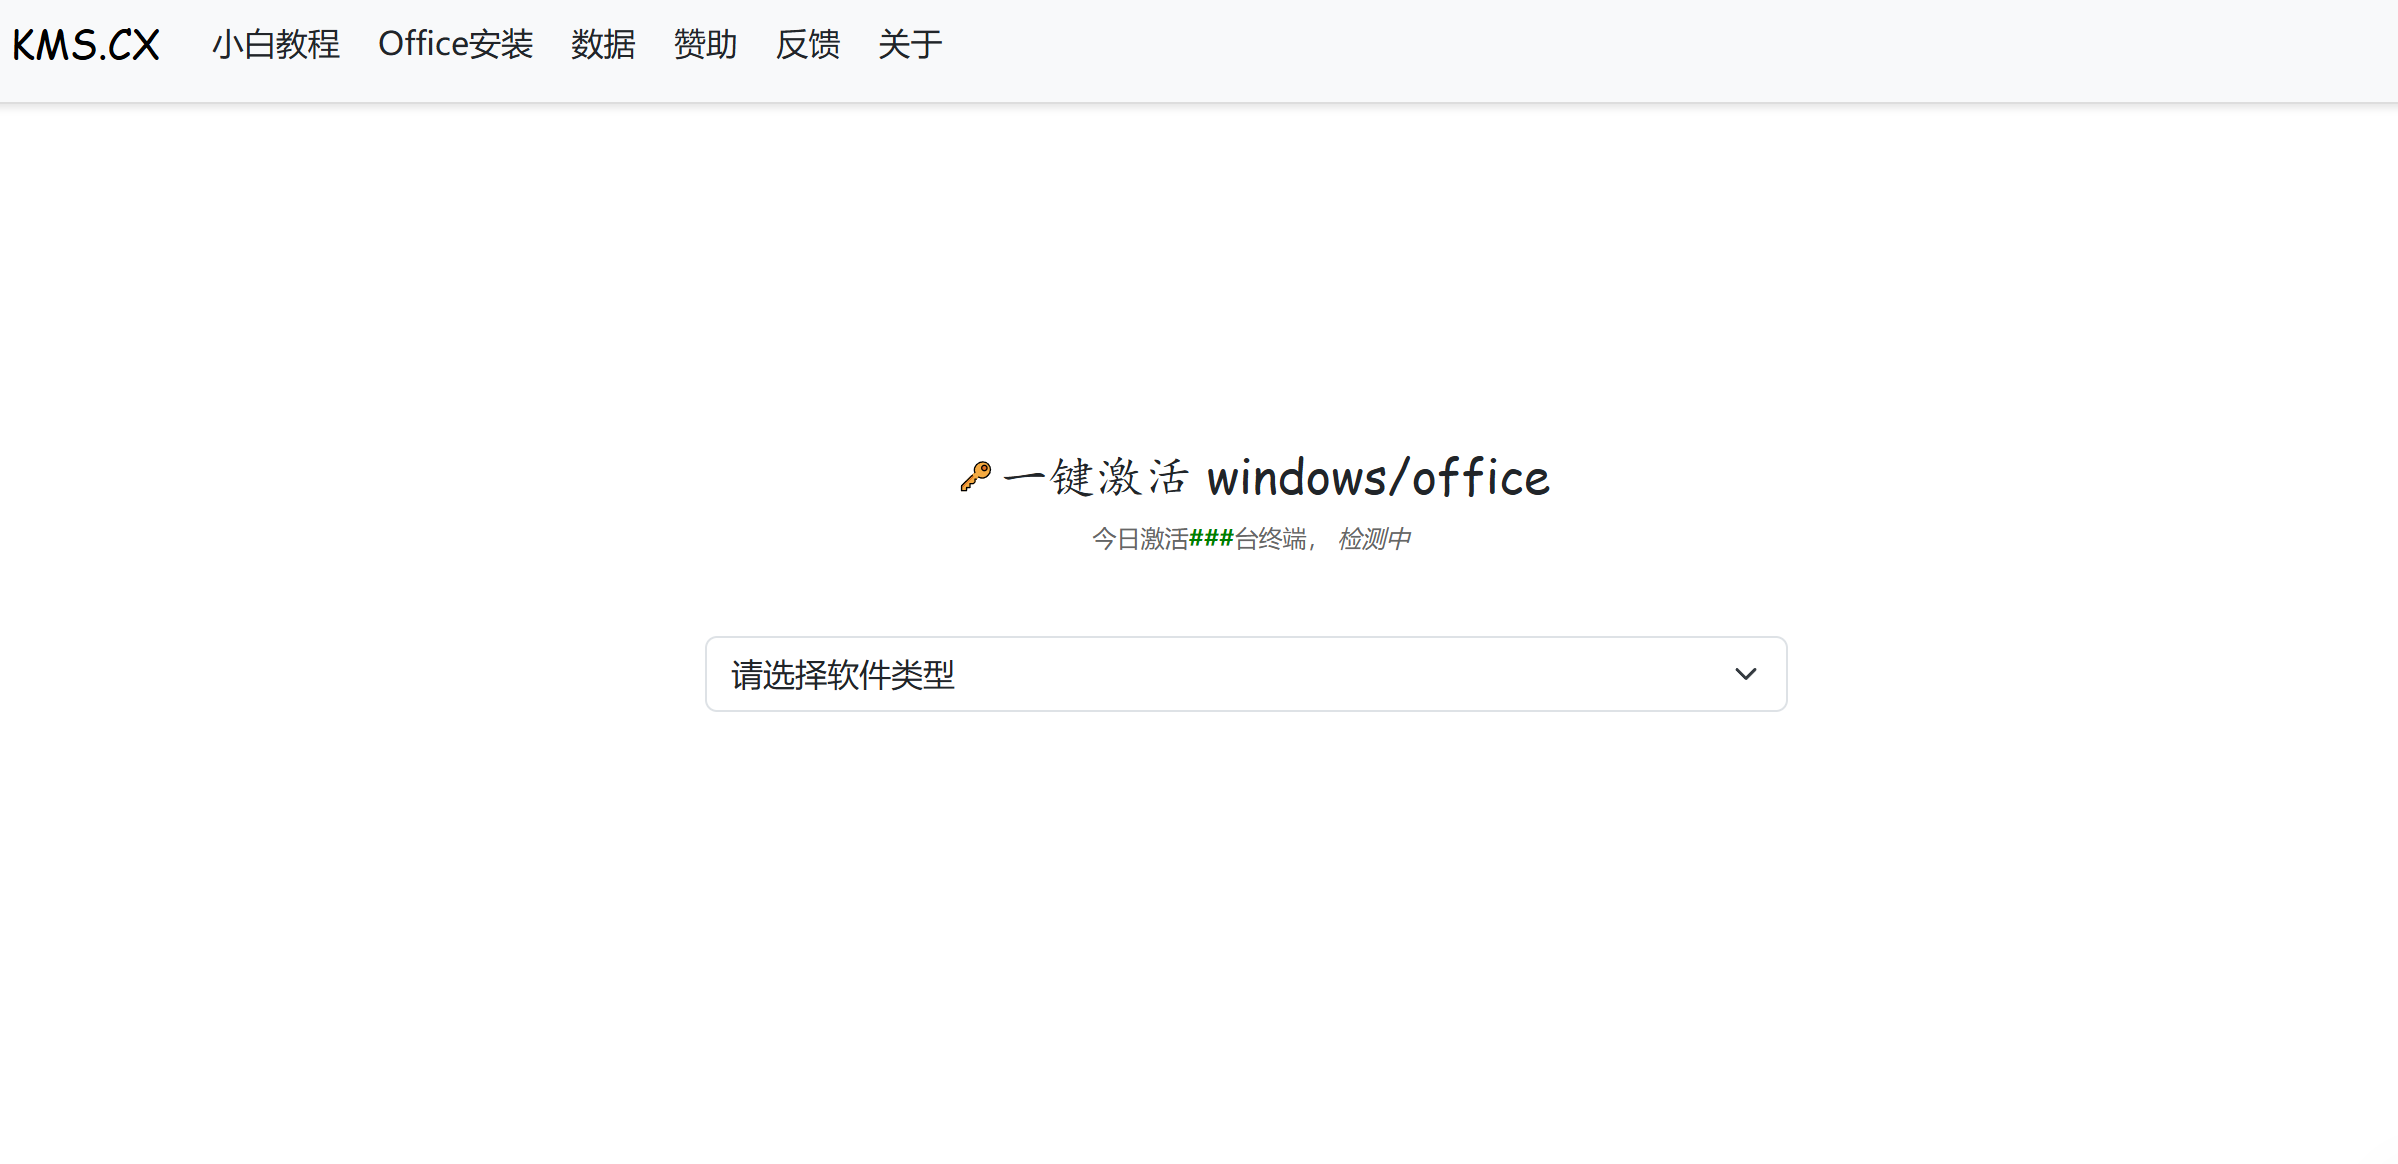 KMS.CX 小白教程 Office安装 数据 赞助 反馈 关于
🔑一键激活 windows/office
今日激活###台终端， 检测中
请选择软件类型